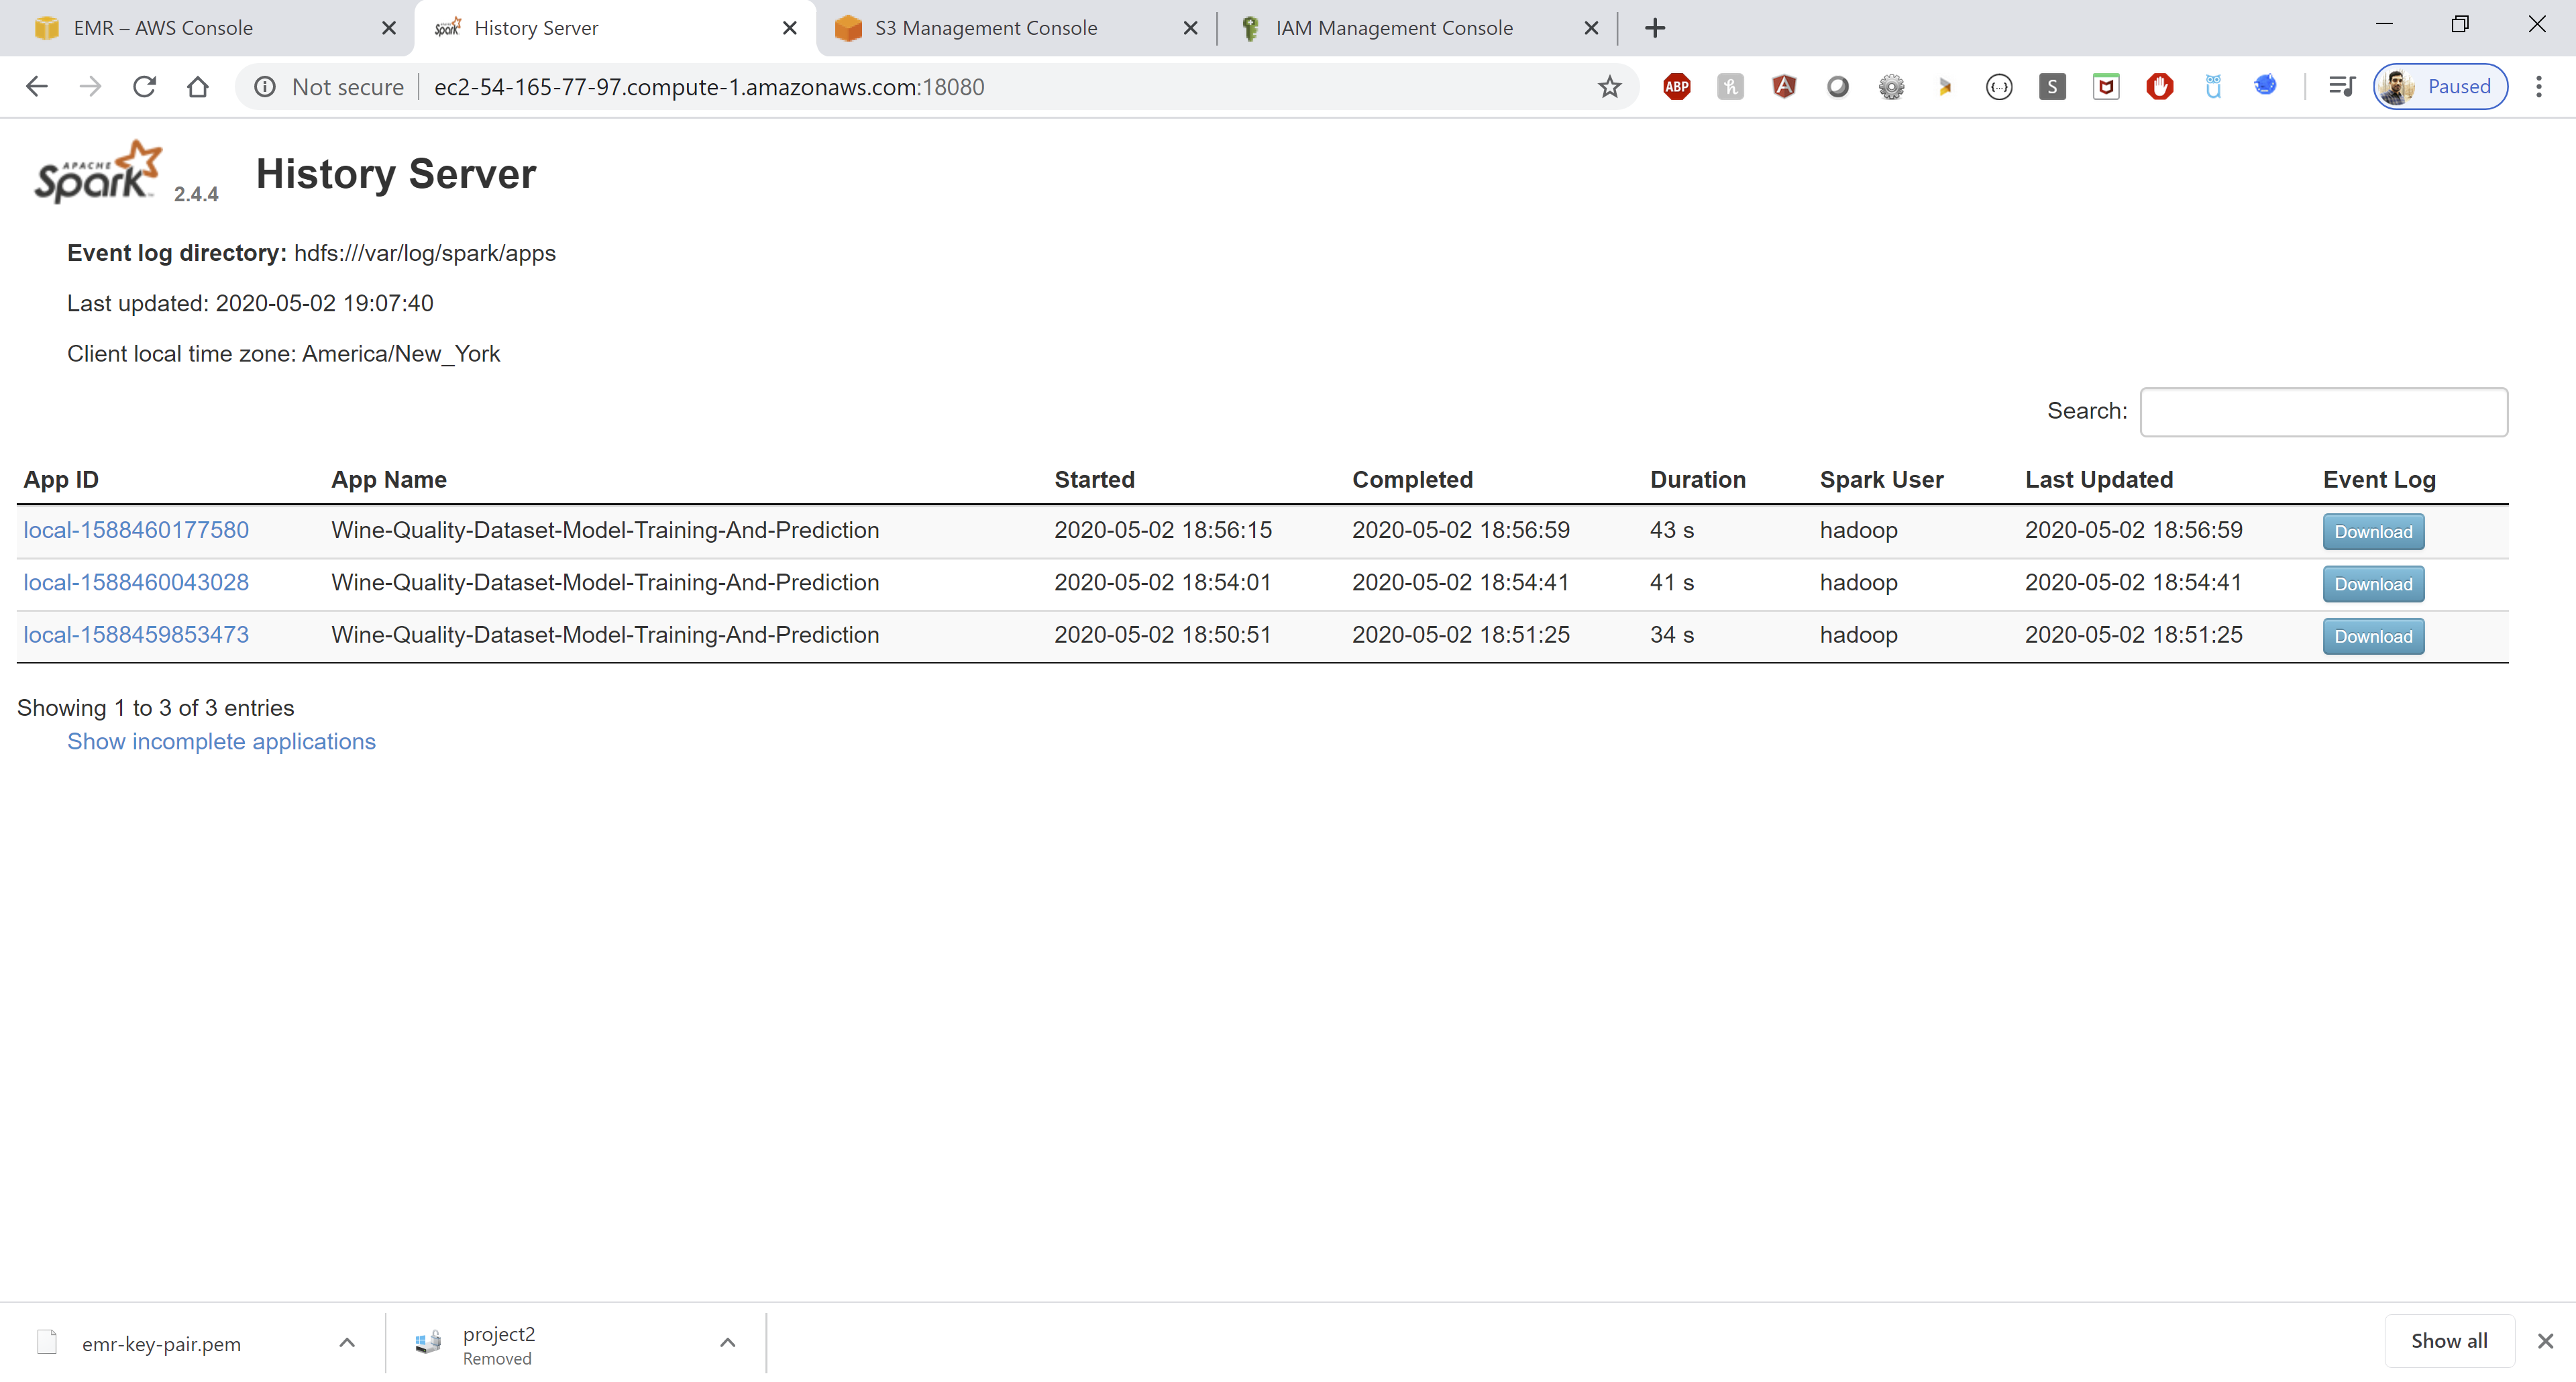 EMR – AWS Console
History Server
S3 Management Console
IAM Management Console
Not secure ec2-54-165-77-97.compute-1.amazonaws.com:18080
ABP
S
Paused
APACHE Spark 2.4.4 History Server
Event log directory: hdfs:///var/log/spark/apps
Last updated: 2020-05-02 19:07:40
Client local time zone: America/New_York
Search:
App ID App Name Started Completed Duration Spark User Last Updated Event Log
local-1588460177580 Wine-Quality-Dataset-Model-Training-And-Prediction 2020-05-02 18:56:15 2020-05-02 18:56:59 43 s hadoop 2020-05-02 18:56:59 Download
local-1588460043028 Wine-Quality-Dataset-Model-Training-And-Prediction 2020-05-02 18:54:01 2020-05-02 18:54:41 41 s hadoop 2020-05-02 18:54:41 Download
local-1588459853473 Wine-Quality-Dataset-Model-Training-And-Prediction 2020-05-02 18:50:51 2020-05-02 18:51:25 34 s hadoop 2020-05-02 18:51:25 Download
Showing 1 to 3 of 3 entries
Show incomplete applications
emr-key-pair.pem
project2
Removed
Show all